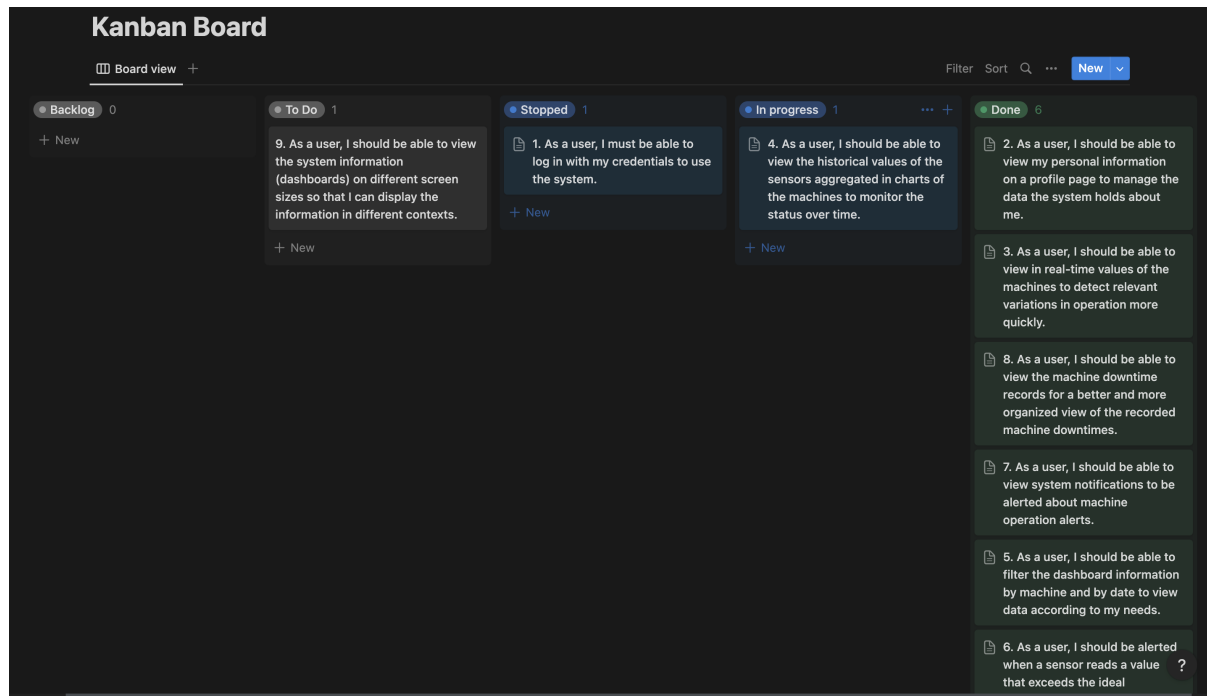 Kanban Board
Board view
Filter Sort New
Backlog 0
+ New
To Do 1
9. As a user, I should be able to view
the system information
(dashboards) on different screen
sizes so that I can display the
information in different contexts.
+ New
Stopped 1
1. As a user, I must be able to
log in with my credentials to use
the system.
+ New
In progress 1
4. As a user, I should be able to
view the historical values of the
sensors aggregated in charts of
the machines to monitor the
status over time.
+ New
Done 6
2. As a user, I should be able to
view my personal information
on a profile page to manage the
data the system holds about
me.
3. As a user, I should be able to
view in real-time values of the
machines to detect relevant
variations in operation more
quickly.
8. As a user, I should be able to
view the machine downtime
records for a better and more
organized view of the recorded
machine downtimes.
7. As a user, I should be able to
view system notifications to be
alerted about machine
operation alerts.
5. As a user, I should be able to
filter the dashboard information
by machine and by date to view
data according to my needs.
6. As a user, I should be alerted
when a sensor reads a value
that exceeds the ideal
?